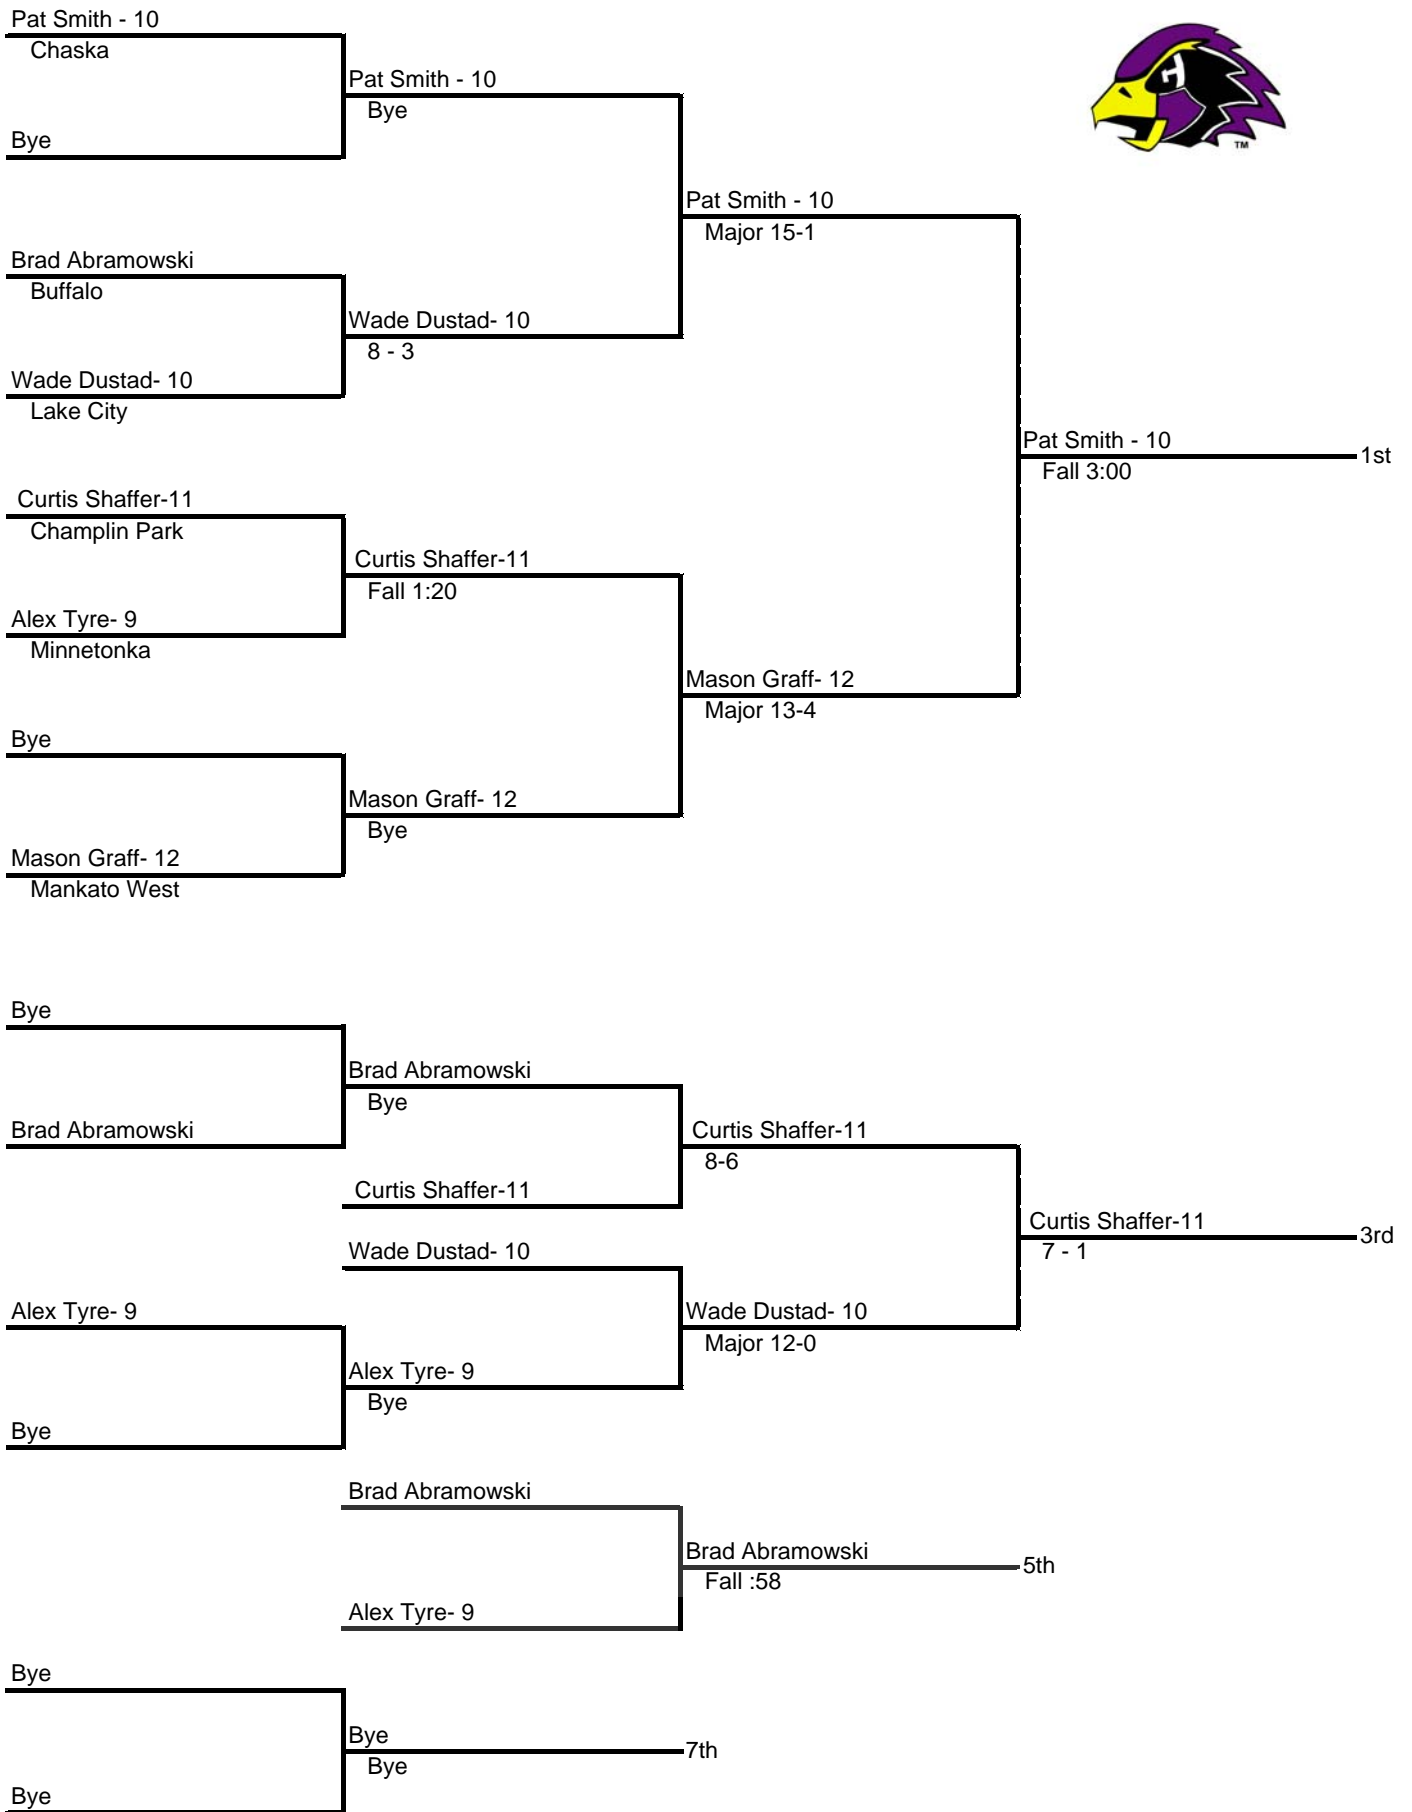 Pat Smith - 10
Chaska
Pat Smith - 10
Bye
Bye
TM
Pat Smith - 10
Major 15-1
Brad Abramowski
Buffalo
Wade Dustad- 10
8 - 3
Wade Dustad- 10
Lake City
Pat Smith - 10
1st
Fall 3:00
Curtis Shaffer-11
Champlin Park
Curtis Shaffer-11
Fall 1:20
Alex Tyre- 9
Minnetonka
Mason Graff- 12
Major 13-4
Bye
Mason Graff- 12
Bye
Mason Graff- 12
Mankato West
Bye
Brad Abramowski
Bye
Brad Abramowski
Curtis Shaffer-11
8-6
Curtis Shaffer-11
Curtis Shaffer-11
3rd
7 - 1
Wade Dustad- 10
Alex Tyre- 9
Wade Dustad- 10
Major 12-0
Alex Tyre- 9
Bye
Bye
Brad Abramowski
Brad Abramowski
5th
Fall :58
Alex Tyre- 9
Bye
Bye
7th
Bye
Bye